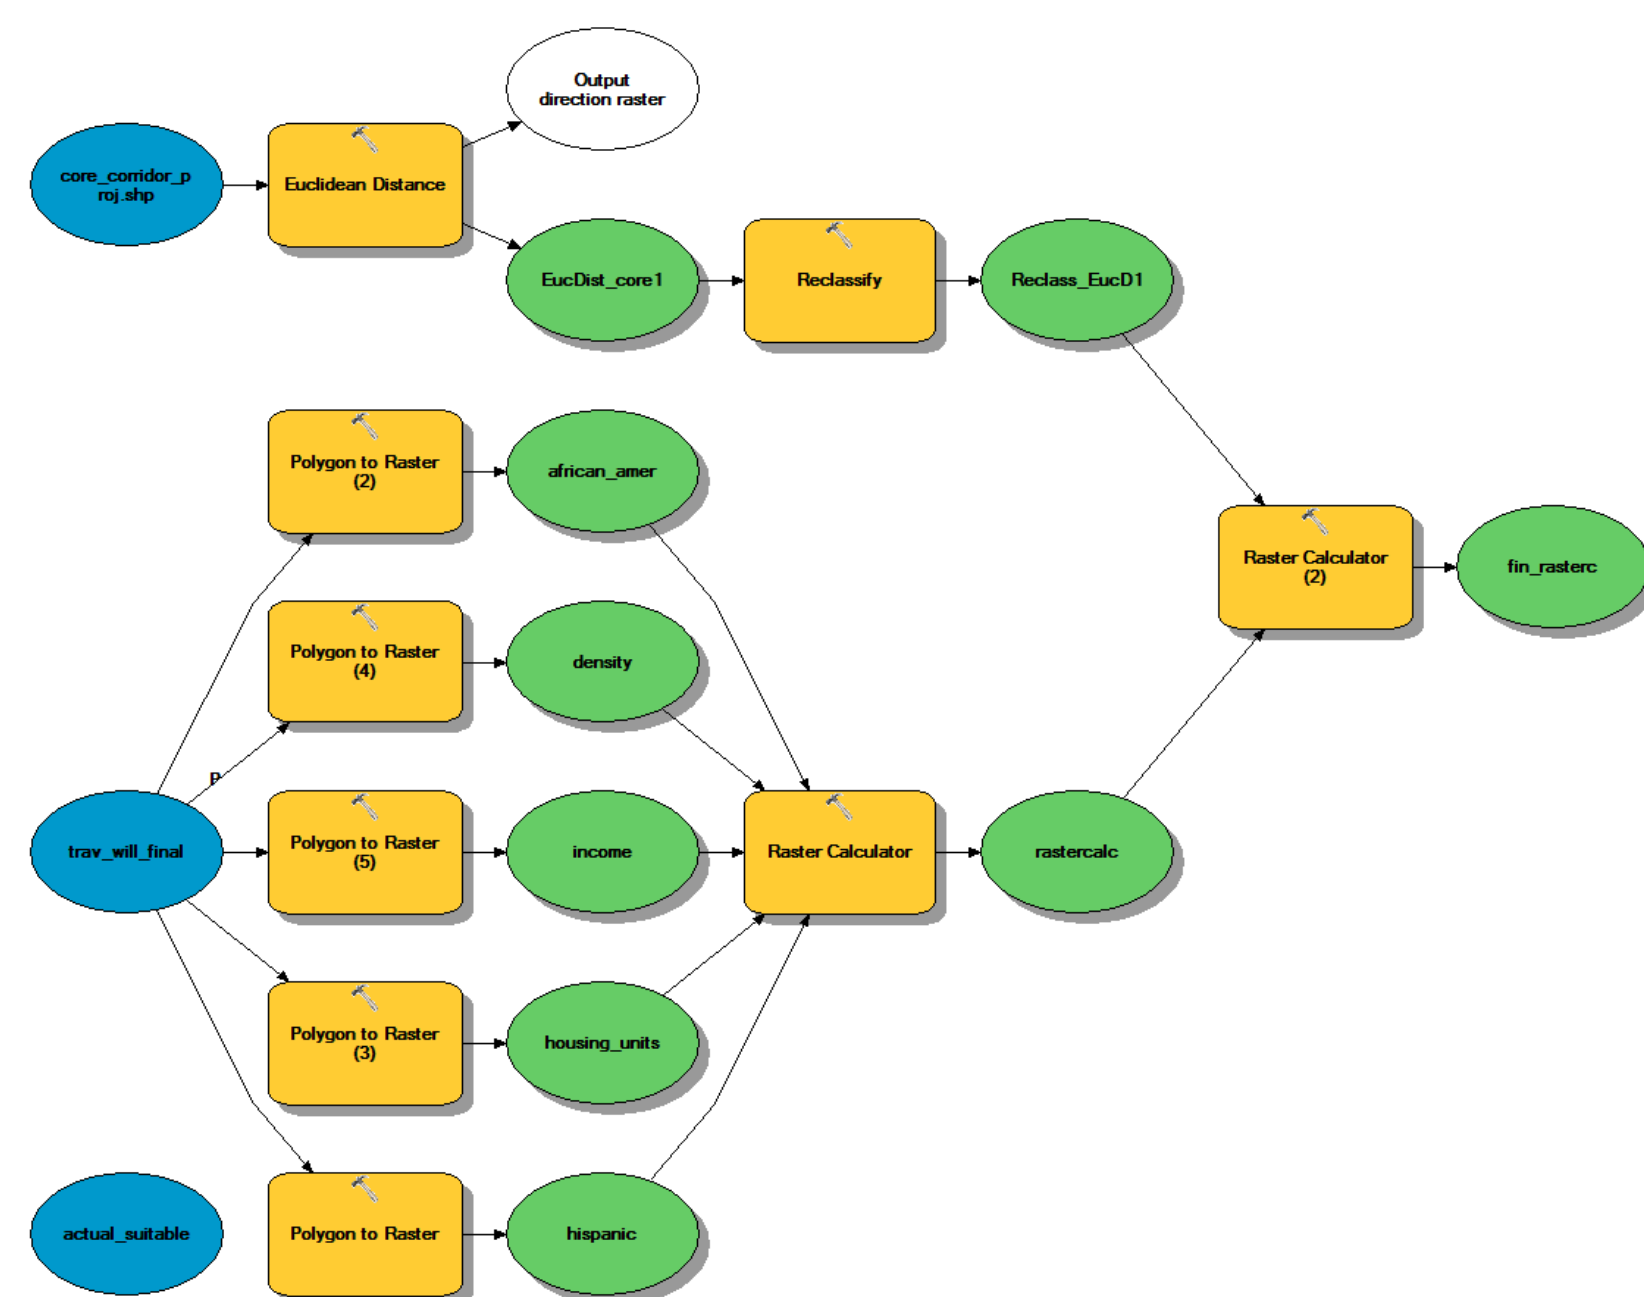 Output
direction raster
core_corridor_p
roj.shp
Euclidean Distance
EucDist_core1
Reclassify
Reclass_EucD1
Polygon to Raster
(2)
african_amer
Raster Calculator
(2)
fin_rasterc
Polygon to Raster
(4)
density
P
trav_will_final
Polygon to Raster
(5)
income
Raster Calculator
rastercalc
Polygon to Raster
(3)
housing_units
actual_suitable
Polygon to Raster
hispanic